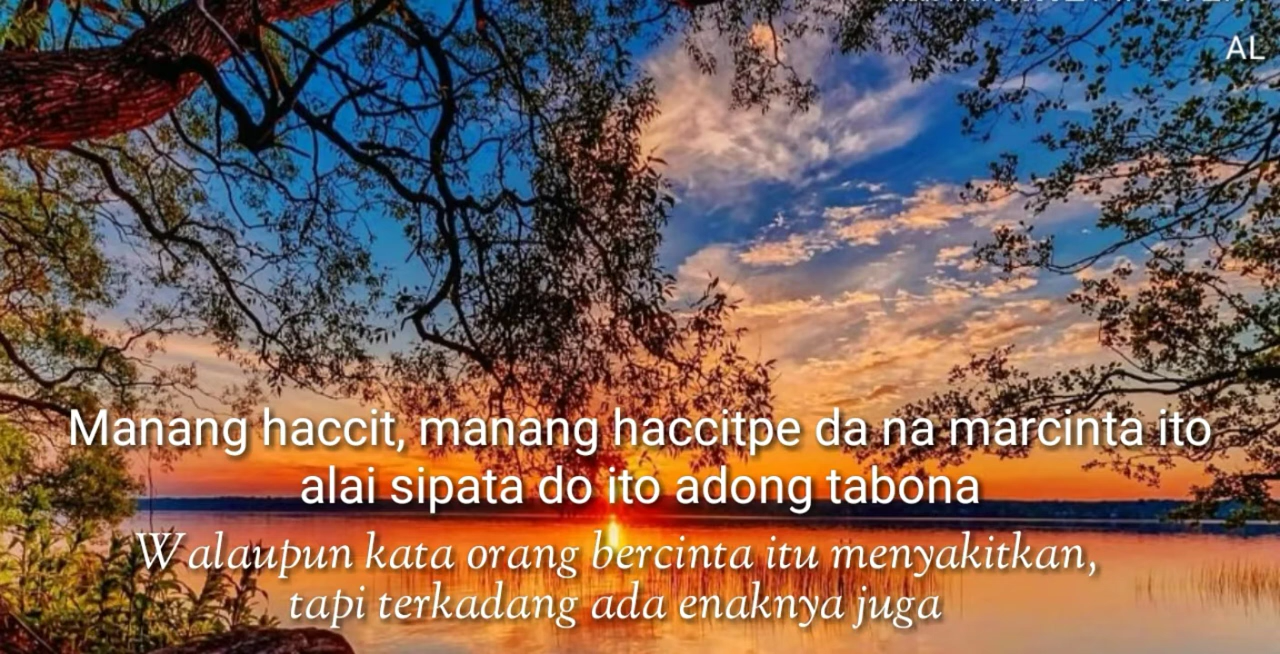 AL
Manang haccit, manang haccitpe da na marcinta ito
alai sipata do ito adong tabona
Walaupun kata orang bercinta itu menyakitkan,
tapi terkadang ada enaknya juga